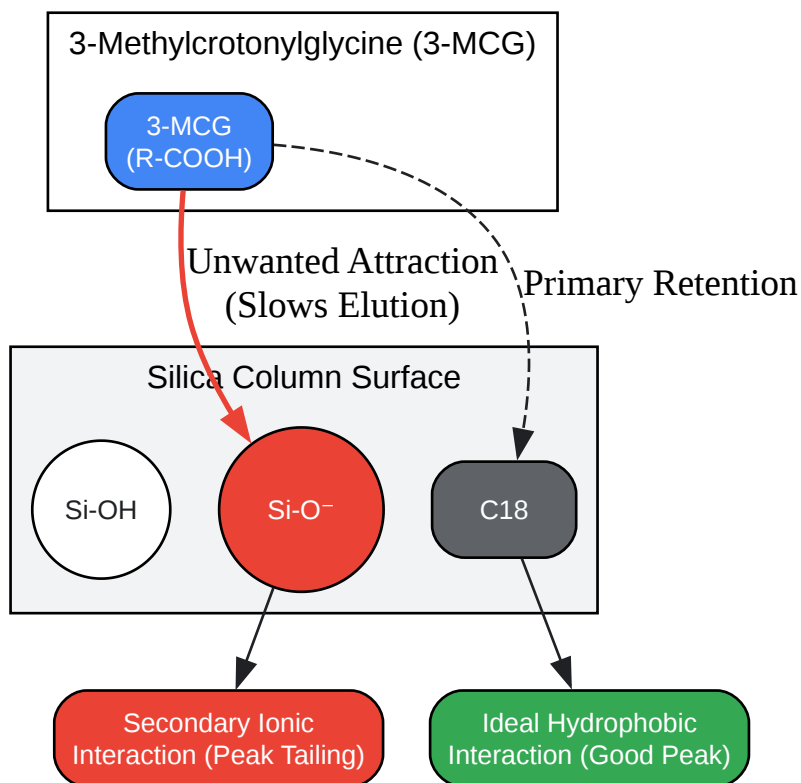 3-Methylcrotonylglycine (3-MCG)
3-MCG
(R-COOH)
Unwanted Attraction
(Slows Elution)
Primary Retention
Silica Column Surface
Si-OH
Si-O⁻
C18
Secondary Ionic
Interaction (Peak Tailing)
Ideal Hydrophobic
Interaction (Good Peak)